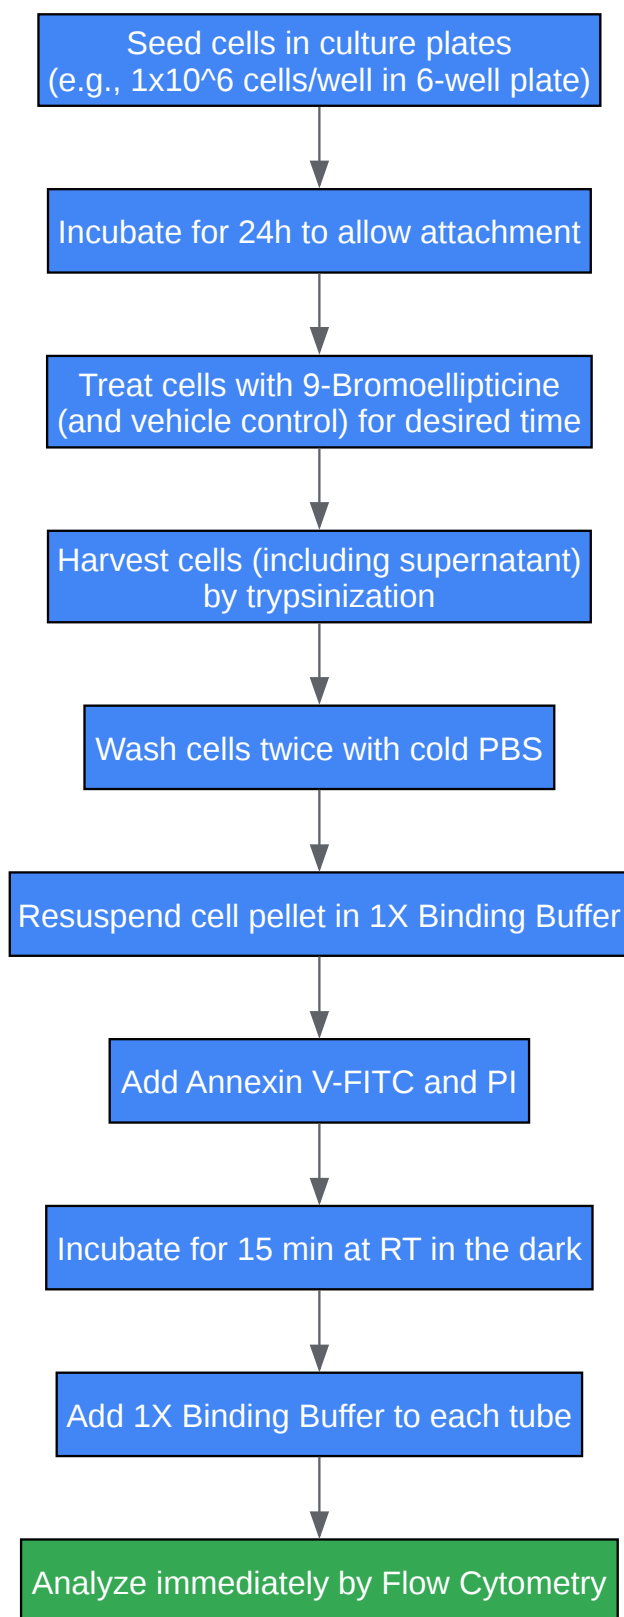 Seed cells in culture plates
(e.g., 1x10^6 cells/well in 6-well plate)
Incubate for 24h to allow attachment
Treat cells with 9-Bromoellipticine
(and vehicle control) for desired time
Harvest cells (including supernatant)
by trypsinization
Wash cells twice with cold PBS
Resuspend cell pellet in 1X Binding Buffer
Add Annexin V-FITC and PI
Incubate for 15 min at RT in the dark
Add 1X Binding Buffer to each tube
Analyze immediately by Flow Cytometry